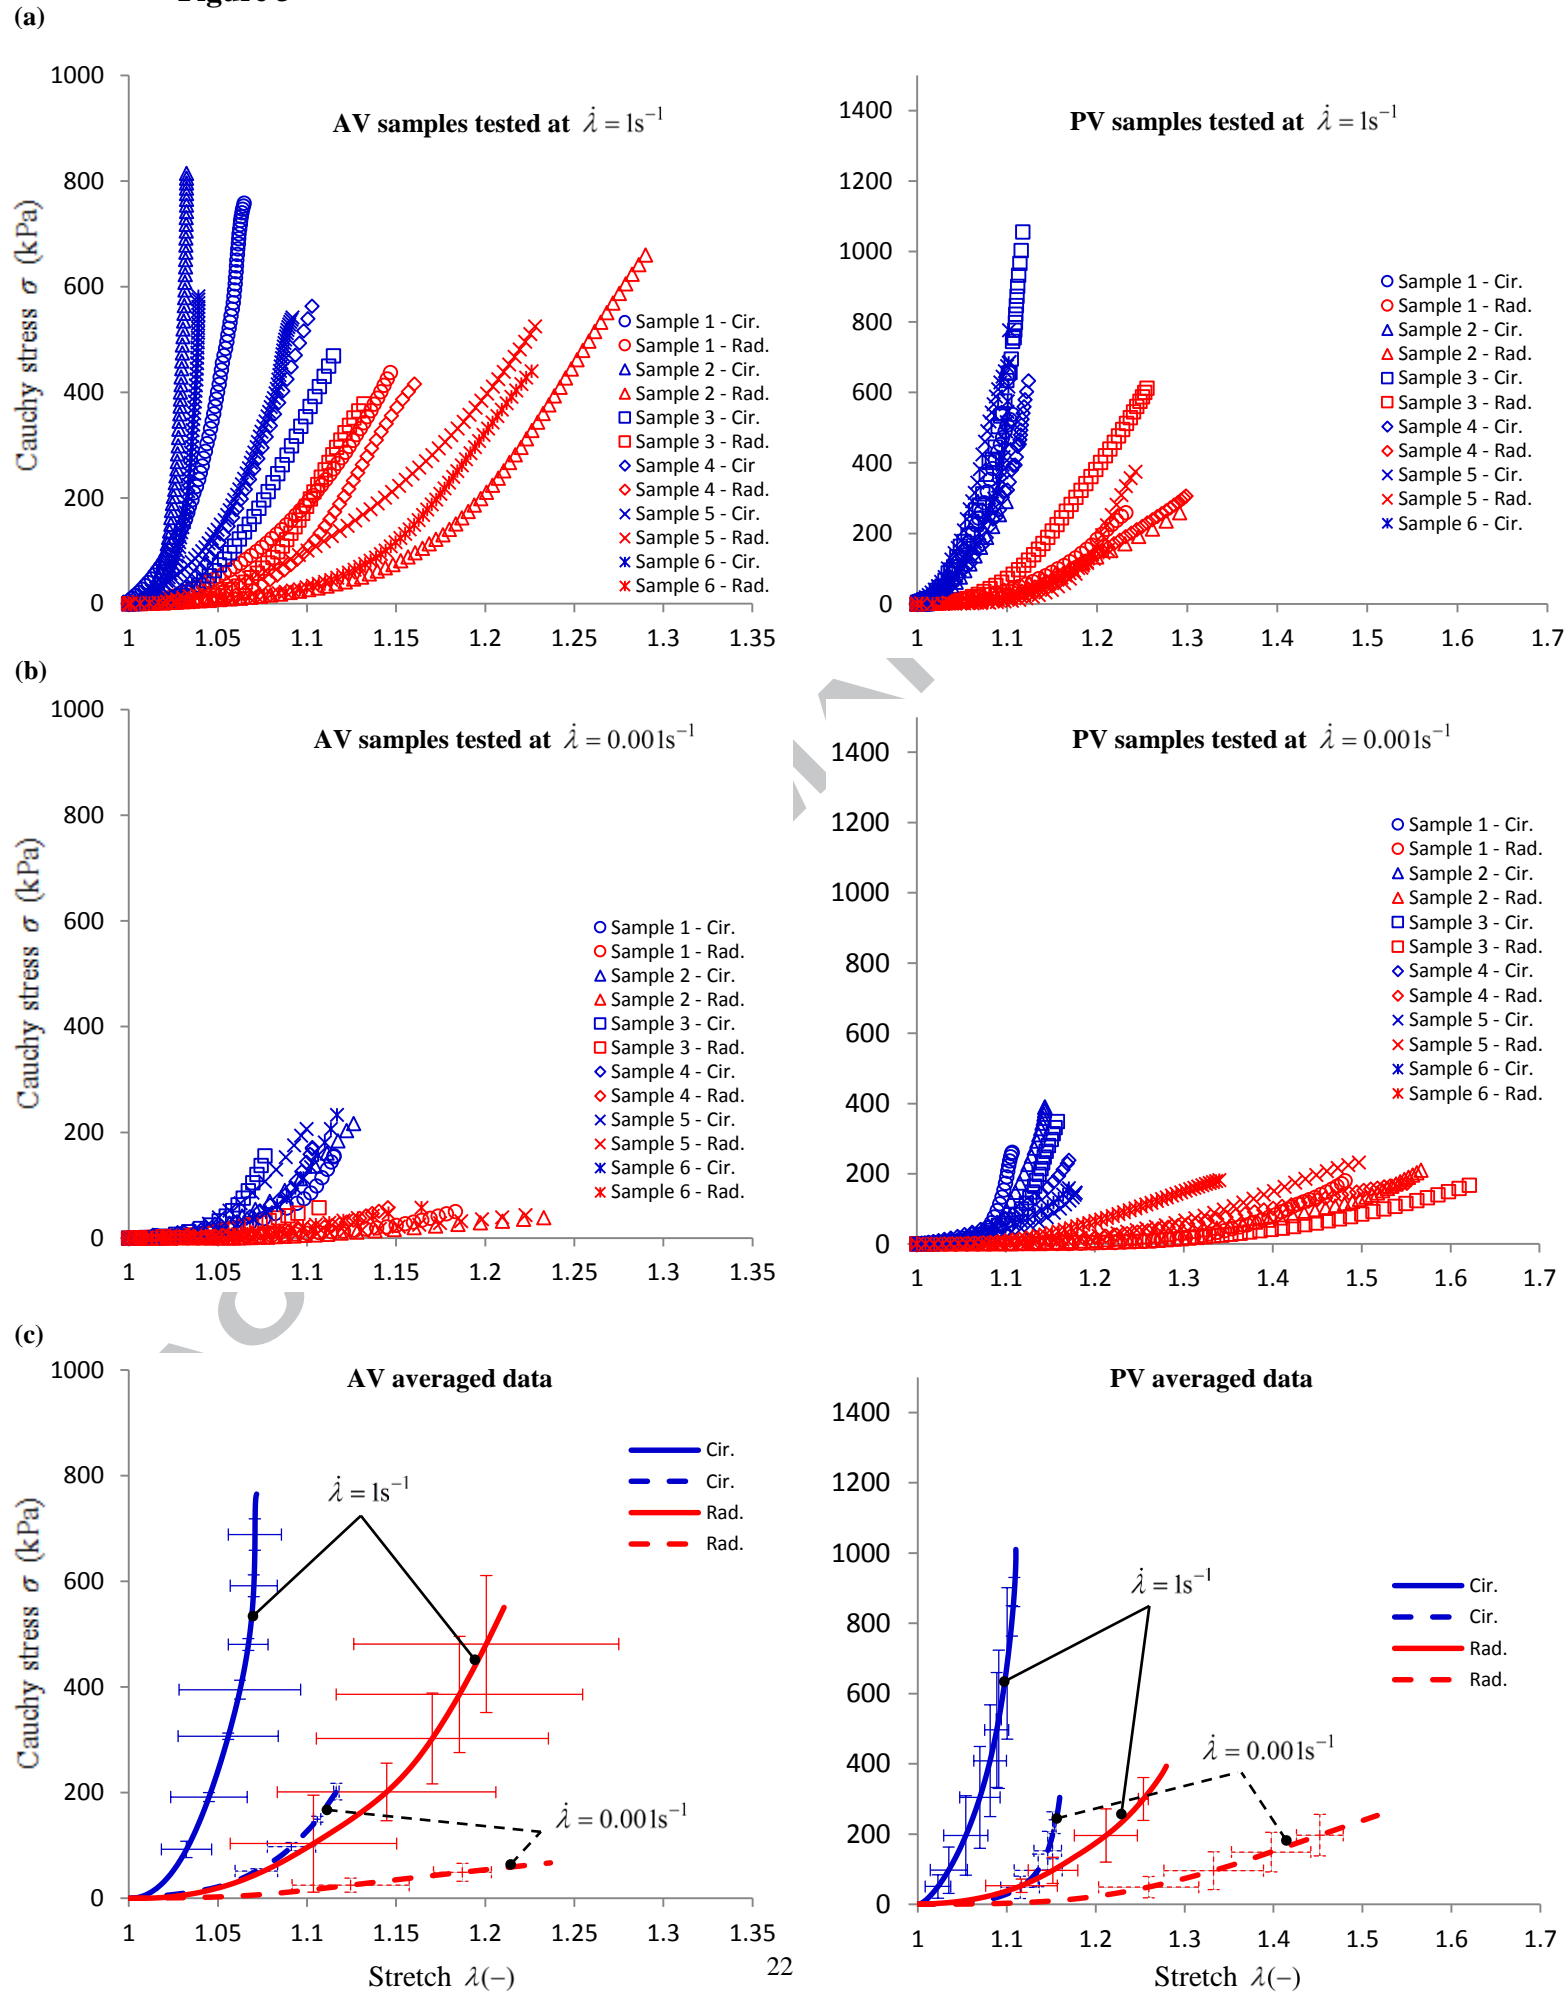 (a)
AV samples tested at λ̇ = 1s⁻¹
Cauchy stress σ (kPa)
1000
800
600
400
200
0
1 1.05 1.1 1.15 1.2 1.25 1.3 1.35
Sample 1 - Cir.
Sample 1 - Rad.
Sample 2 - Cir.
Sample 2 - Rad.
Sample 3 - Cir.
Sample 3 - Rad.
Sample 4 - Cir
Sample 4 - Rad.
Sample 5 - Cir.
Sample 5 - Rad.
Sample 6 - Cir.
Sample 6 - Rad.
PV samples tested at λ̇ = 1s⁻¹
1400
1200
1000
800
600
400
200
0
1 1.1 1.2 1.3 1.4 1.5 1.6 1.7
Sample 1 - Cir.
Sample 1 - Rad.
Sample 2 - Cir.
Sample 2 - Rad.
Sample 3 - Cir.
Sample 3 - Rad.
Sample 4 - Cir.
Sample 4 - Rad.
Sample 5 - Cir.
Sample 5 - Rad.
Sample 6 - Cir.
(b)
AV samples tested at λ̇ = 0.001s⁻¹
Cauchy stress σ (kPa)
1000
800
600
400
200
0
1 1.05 1.1 1.15 1.2 1.25 1.3 1.35
Sample 1 - Cir.
Sample 1 - Rad.
Sample 2 - Cir.
Sample 2 - Rad.
Sample 3 - Cir.
Sample 3 - Rad.
Sample 4 - Cir.
Sample 4 - Rad.
Sample 5 - Cir.
Sample 5 - Rad.
Sample 6 - Cir.
Sample 6 - Rad.
PV samples tested at λ̇ = 0.001s⁻¹
1400
1200
1000
800
600
400
200
0
1 1.1 1.2 1.3 1.4 1.5 1.6 1.7
Sample 1 - Cir.
Sample 1 - Rad.
Sample 2 - Cir.
Sample 2 - Rad.
Sample 3 - Cir.
Sample 3 - Rad.
Sample 4 - Cir.
Sample 4 - Rad.
Sample 5 - Cir.
Sample 5 - Rad.
Sample 6 - Cir.
Sample 6 - Rad.
(c)
AV averaged data
Cauchy stress σ (kPa)
1000
800
600
400
200
0
1 1.05 1.1 1.15 1.2 1.25 1.3 1.35
Stretch λ(−)
λ̇ = 1s⁻¹
λ̇ = 0.001s⁻¹
Cir.
Cir.
Rad.
Rad.
PV averaged data
1400
1200
1000
800
600
400
200
0
1 1.1 1.2 1.3 1.4 1.5 1.6 1.7
Stretch λ(−)
λ̇ = 1s⁻¹
λ̇ = 0.001s⁻¹
Cir.
Cir.
Rad.
Rad.
22